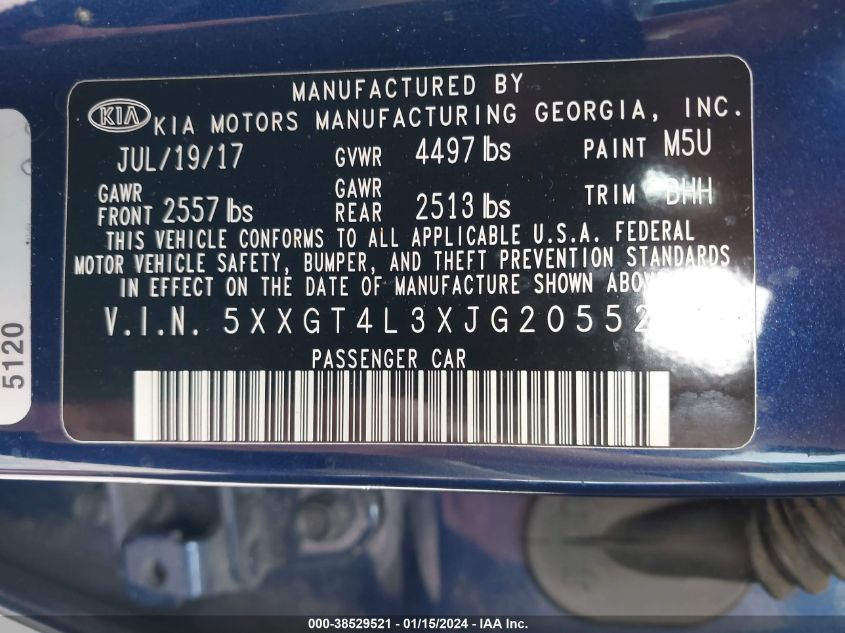 MANUFACTURED BY
KIA KIA MOTORS MANUFACTURING GEORGIA, INC.
JUL/19/17 GVWR 4497 lbs PAINT M5U
GAWR FRONT 2557 lbs GAWR REAR 2513 lbs TRIM BHH
THIS VEHICLE CONFORMS TO ALL APPLICABLE U.S.A. FEDERAL
MOTOR VEHICLE SAFETY, BUMPER, AND THEFT PREVENTION STANDARDS
IN EFFECT ON THE DATE OF MANUFACTURE SHOWN ABOVE
V.I.N. 5XXGT4L3XJG20552
PASSENGER CAR
5120
000-38529521 - 01/15/2024 - IAA Inc.